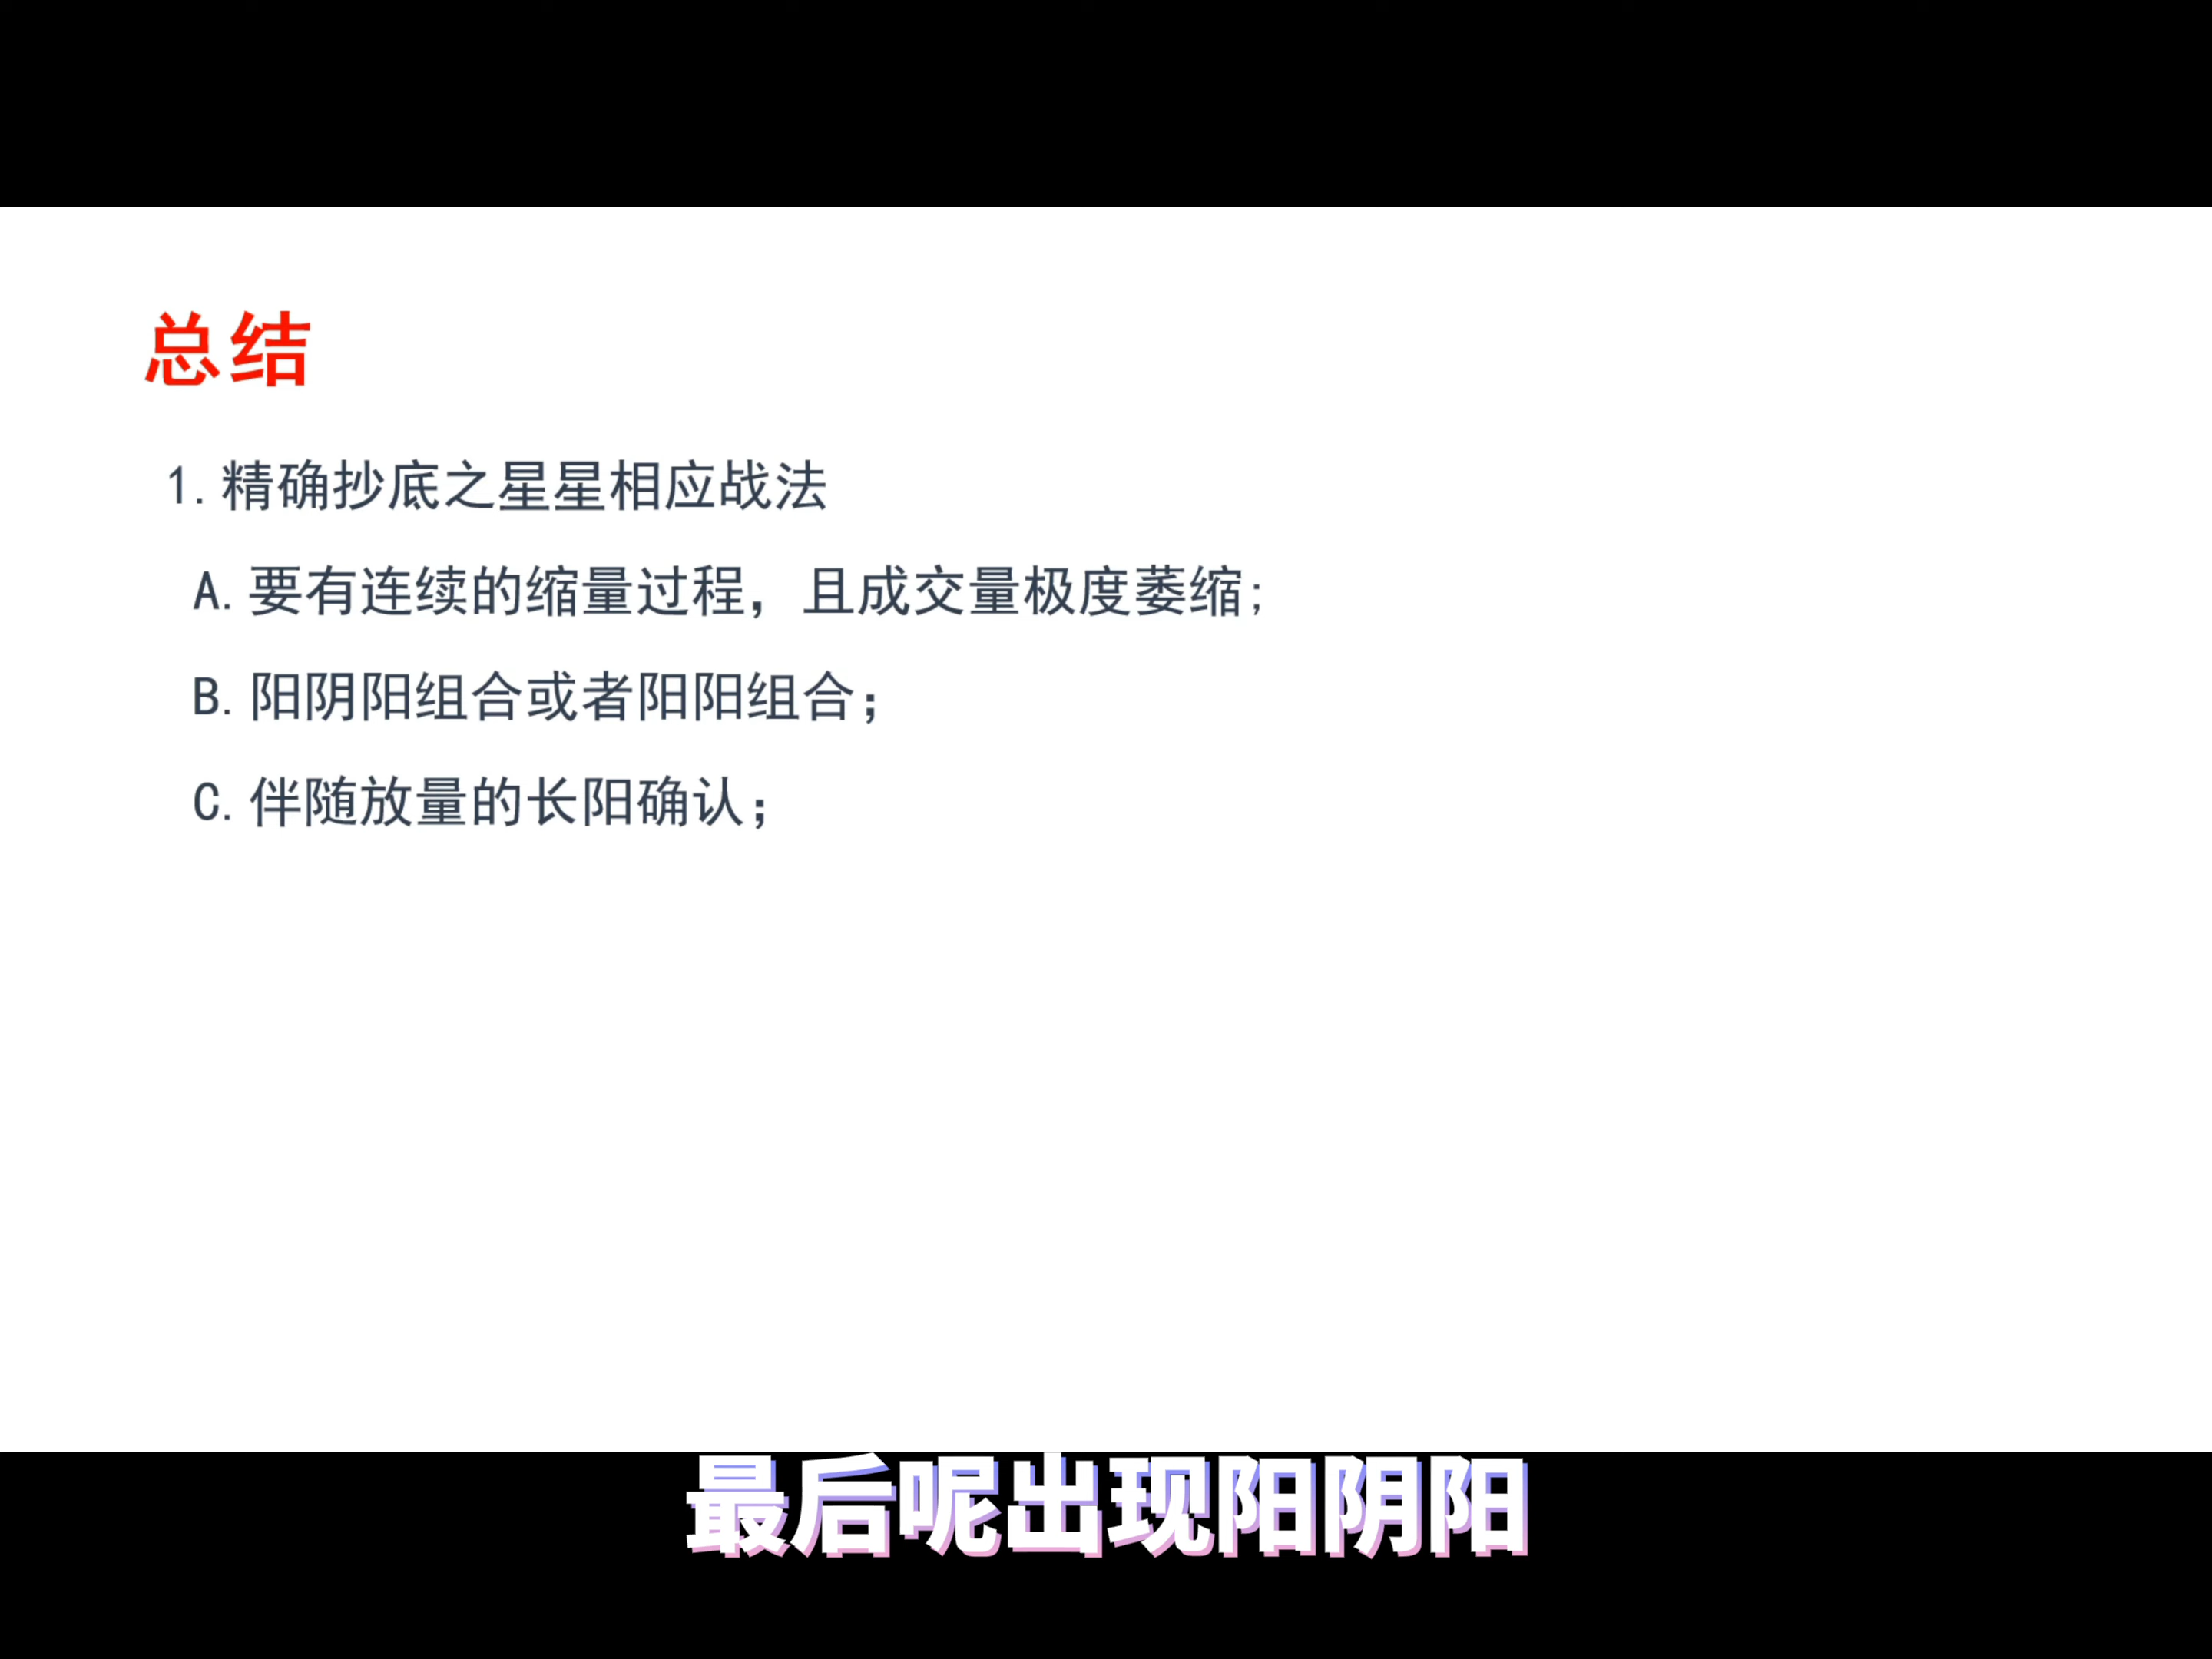 总结
1.精确抄底之星星相应战法
A.要有连续的缩量过程，且成交量极度萎缩；
B.阳阴阳组合或者阳阳组合；
C.伴随放量的长阳确认；
最后呢出现阳阴阳